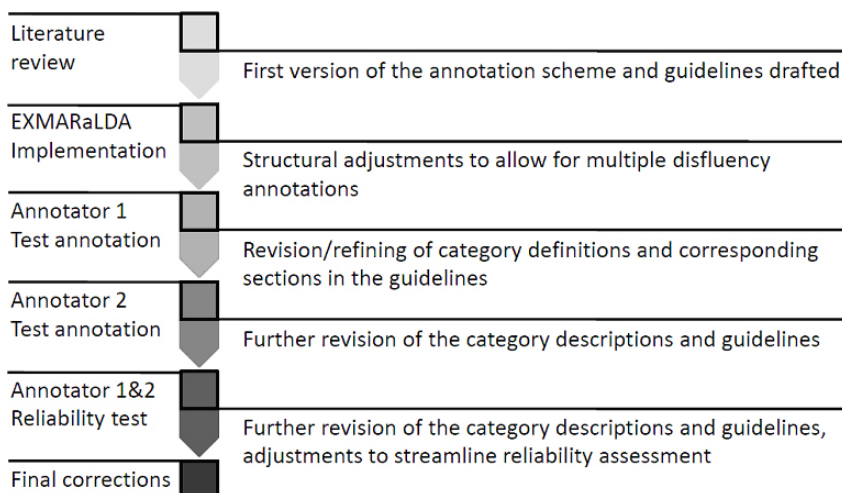 Literature
review
First version of the annotation scheme and guidelines drafted
EXMARaLDA
Implementation
Structural adjustments to allow for multiple disfluency
annotations
Annotator 1
Test annotation
Revision/refining of category definitions and corresponding
sections in the guidelines
Annotator 2
Test annotation
Further revision of the category descriptions and guidelines
Annotator 1&2
Reliability test
Further revision of the category descriptions and guidelines,
adjustments to streamline reliability assessment
Final corrections